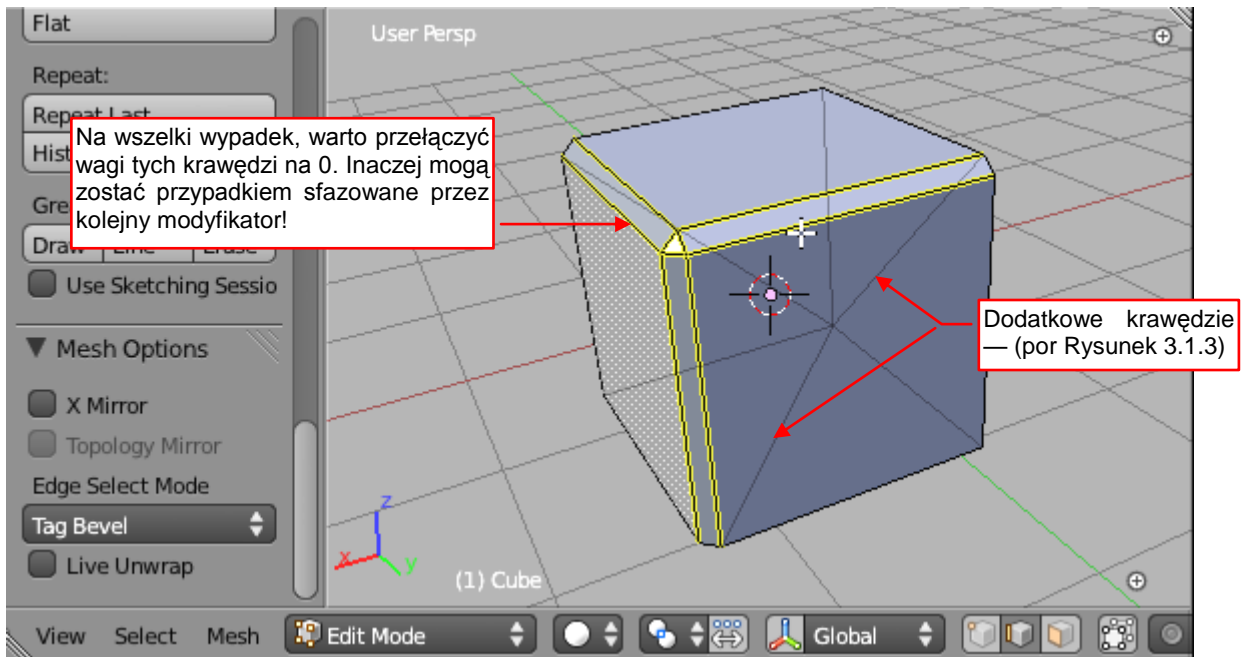 Flat
User Persp
Repeat:
Repeat Last
Hist
Na wszelki wypadek, warto przełączyć
wagi tych krawędzi na 0. Inaczej mogą
zostać przypadkiem sfazowane przez
kolejny modyfikator!
Gre
Draw Line Erase
Use Sketching Sessio
Dodatkowe krawędzie
— (por Rysunek 3.1.3)
Mesh Options
X Mirror
Topology Mirror
Edge Select Mode
Tag Bevel
Live Unwrap
z
x
y
(1) Cube
View Select Mesh Edit Mode Global